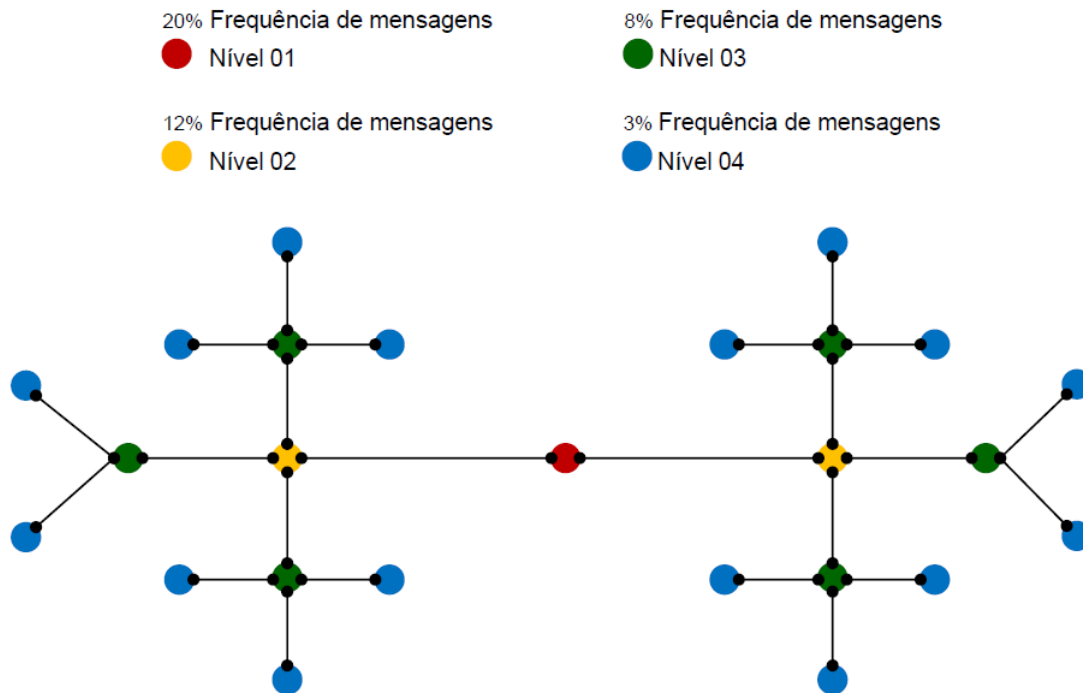 20% Frequência de mensagens
Nível 01
8% Frequência de mensagens
Nível 03
12% Frequência de mensagens
Nível 02
3% Frequência de mensagens
Nível 04